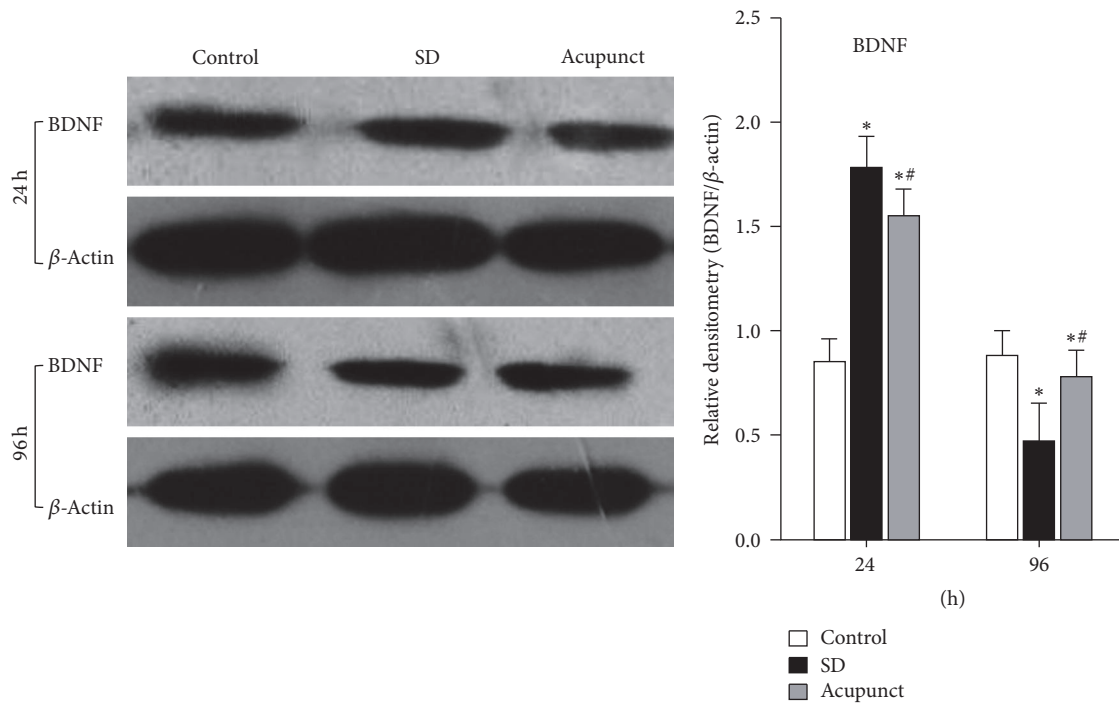 Control SD Acupunct
24 h
BDNF
β-Actin
96 h
BDNF
β-Actin
BDNF
Relative densitometry (BDNF/β-actin)
2.5
2.0
1.5
1.0
0.5
0.0
*
*#
*
*#
24 96
(h)
Control
SD
Acupunct